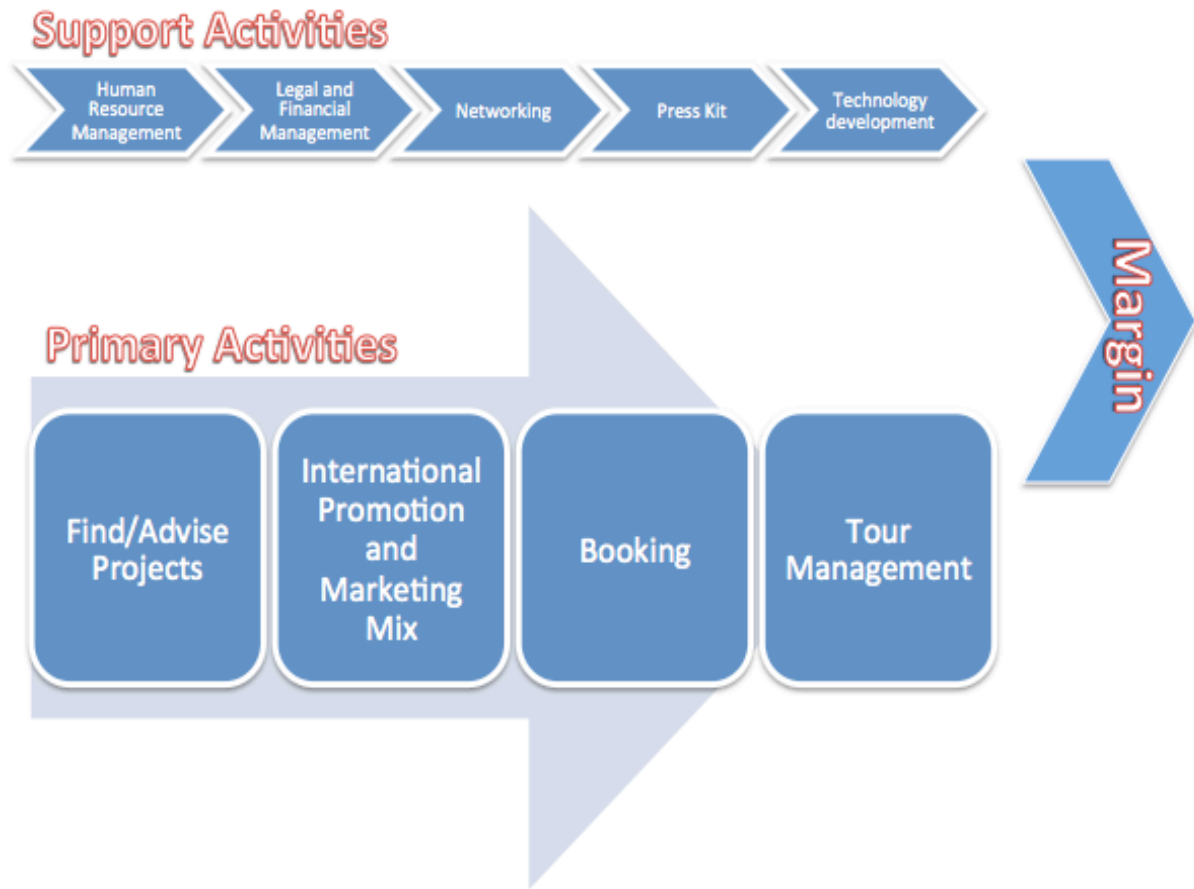 Support Activities
Human
Resource
Management
Legal and
Financial
Management
Networking
Press Kit
Technology
development
Margin
Primary Activities
Find/Advise
Projects
International
Promotion
and
Marketing
Mix
Booking
Tour
Management